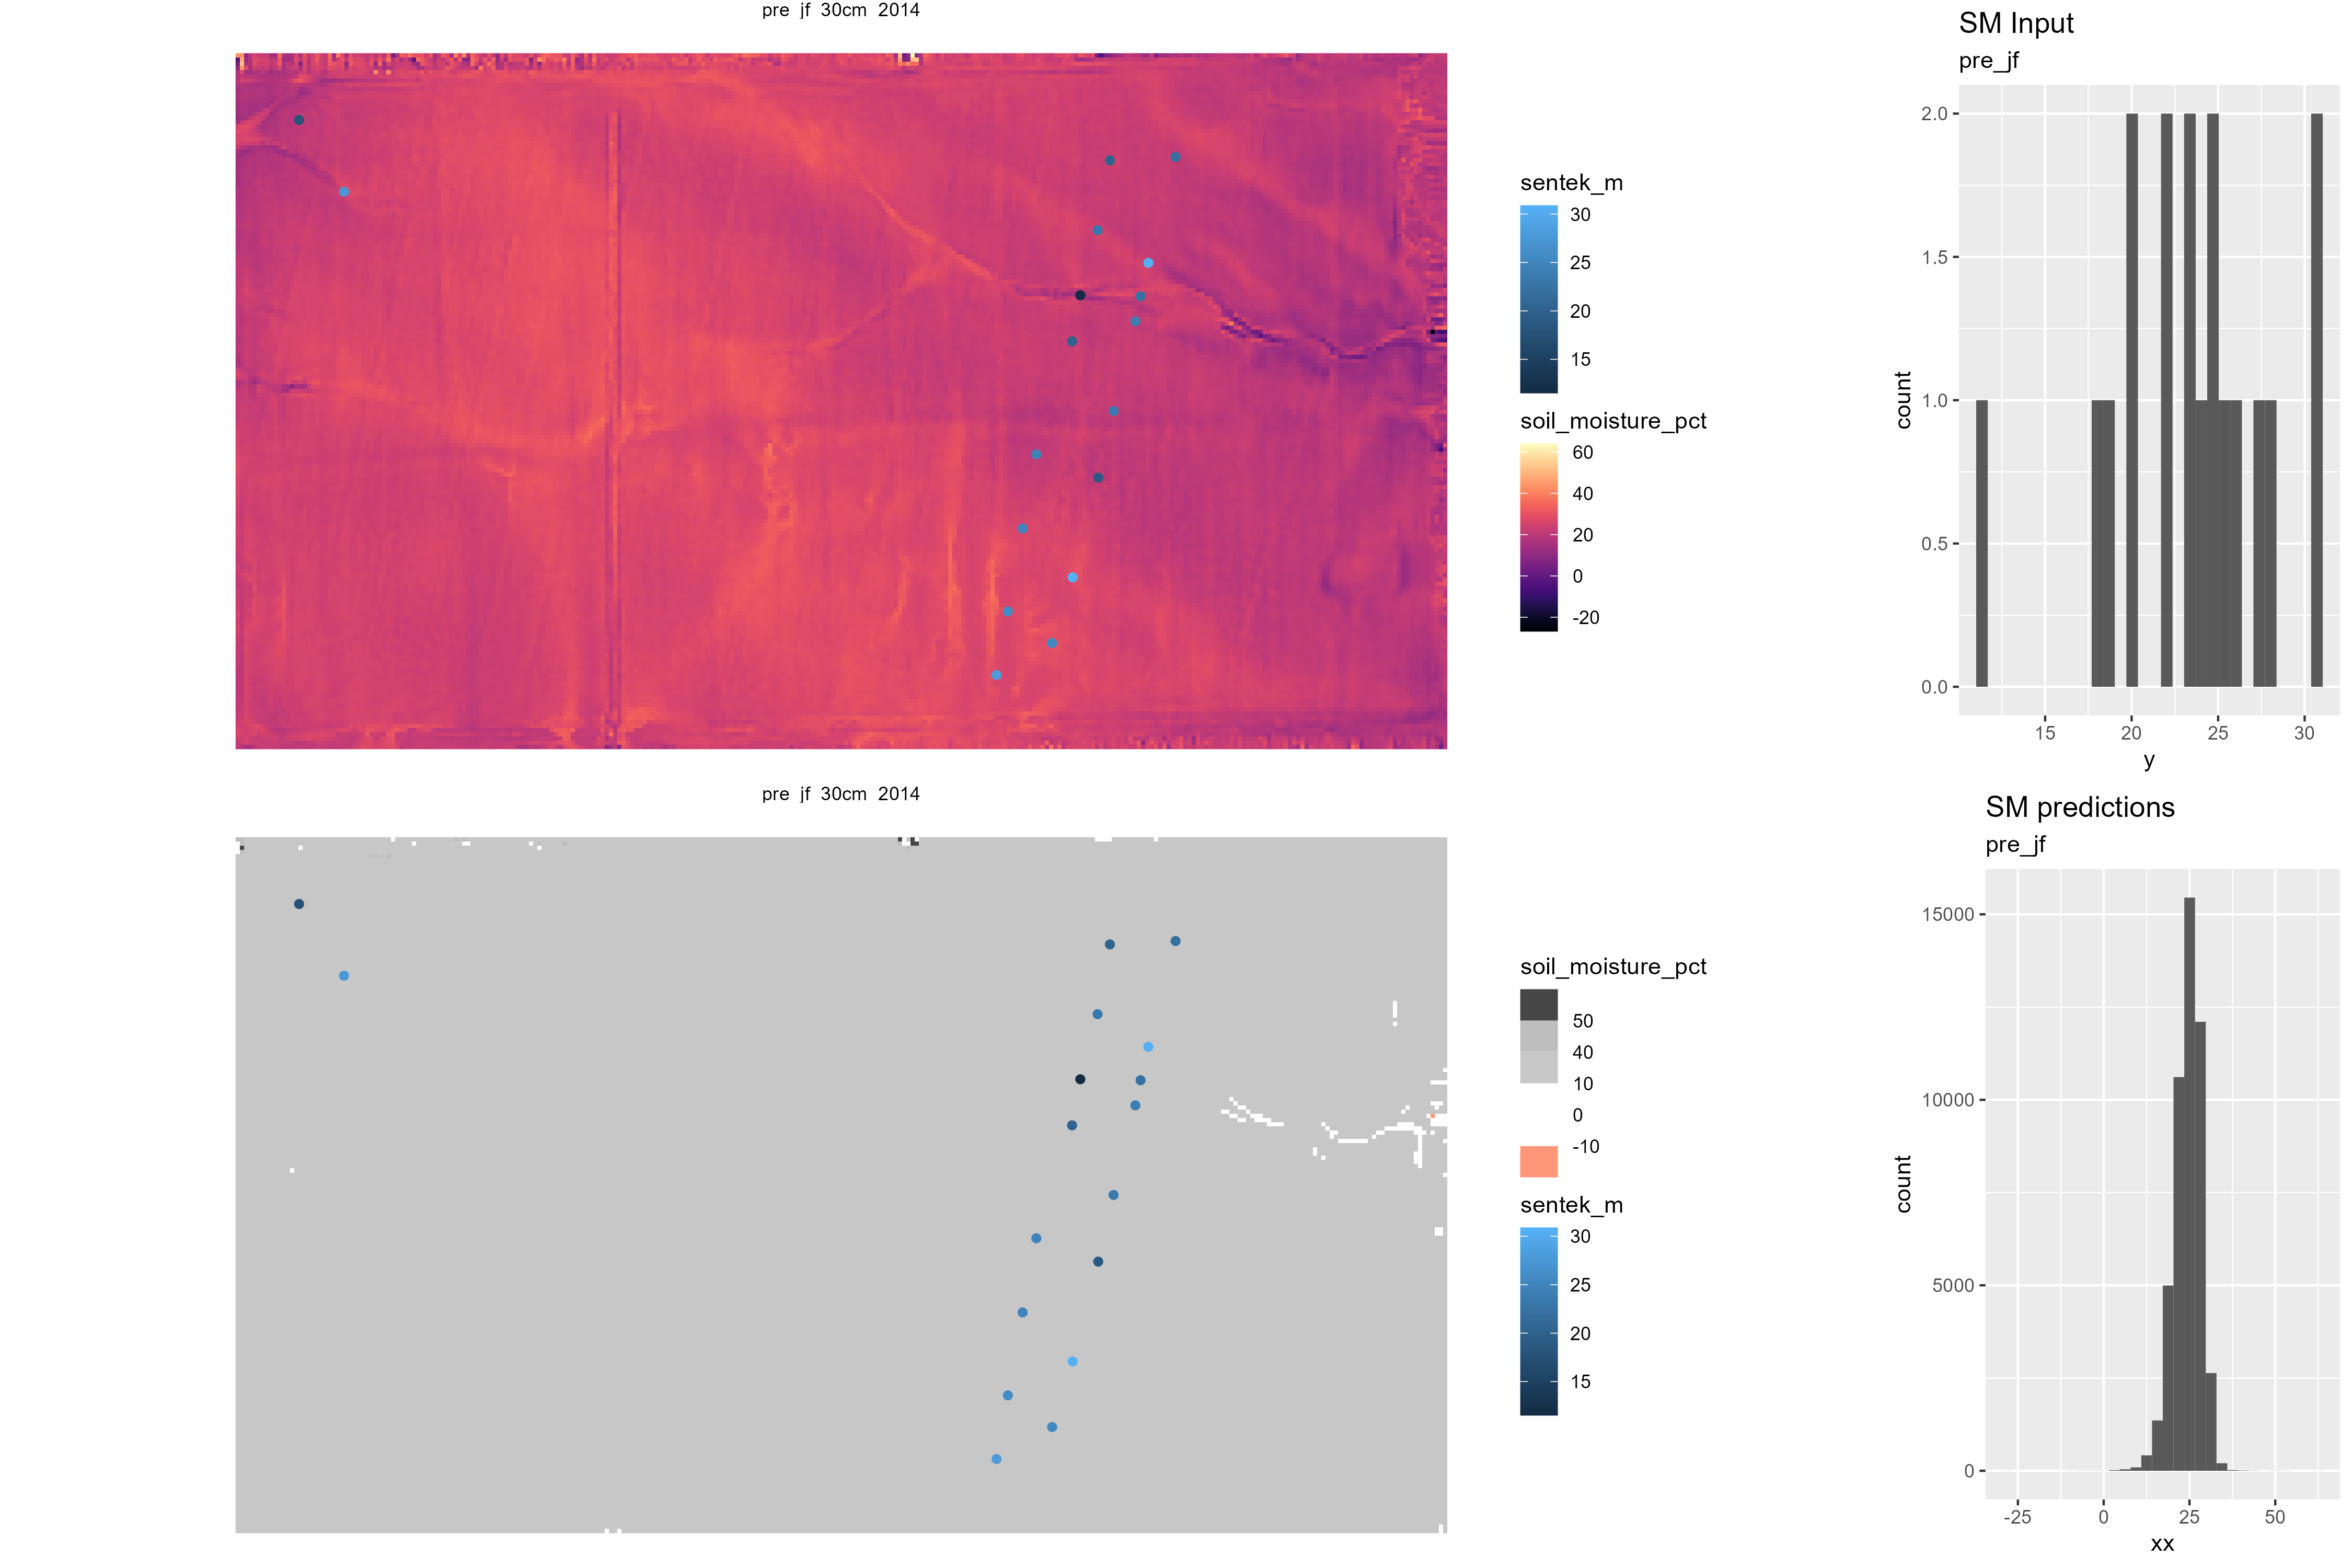 pre jf 30cm 2014
sentek_m
30
25
20
15
soil_moisture_pct
60
40
20
0
-20
SM Input
pre_jf
count
2.0
1.5
1.0
0.5
0.0
15 20 25 30
y
pre jf 30cm 2014
soil_moisture_pct
50
40
10
0
-10
sentek_m
30
25
20
15
SM predictions
pre_jf
count
15000
10000
5000
0
-25 0 25 50
xx